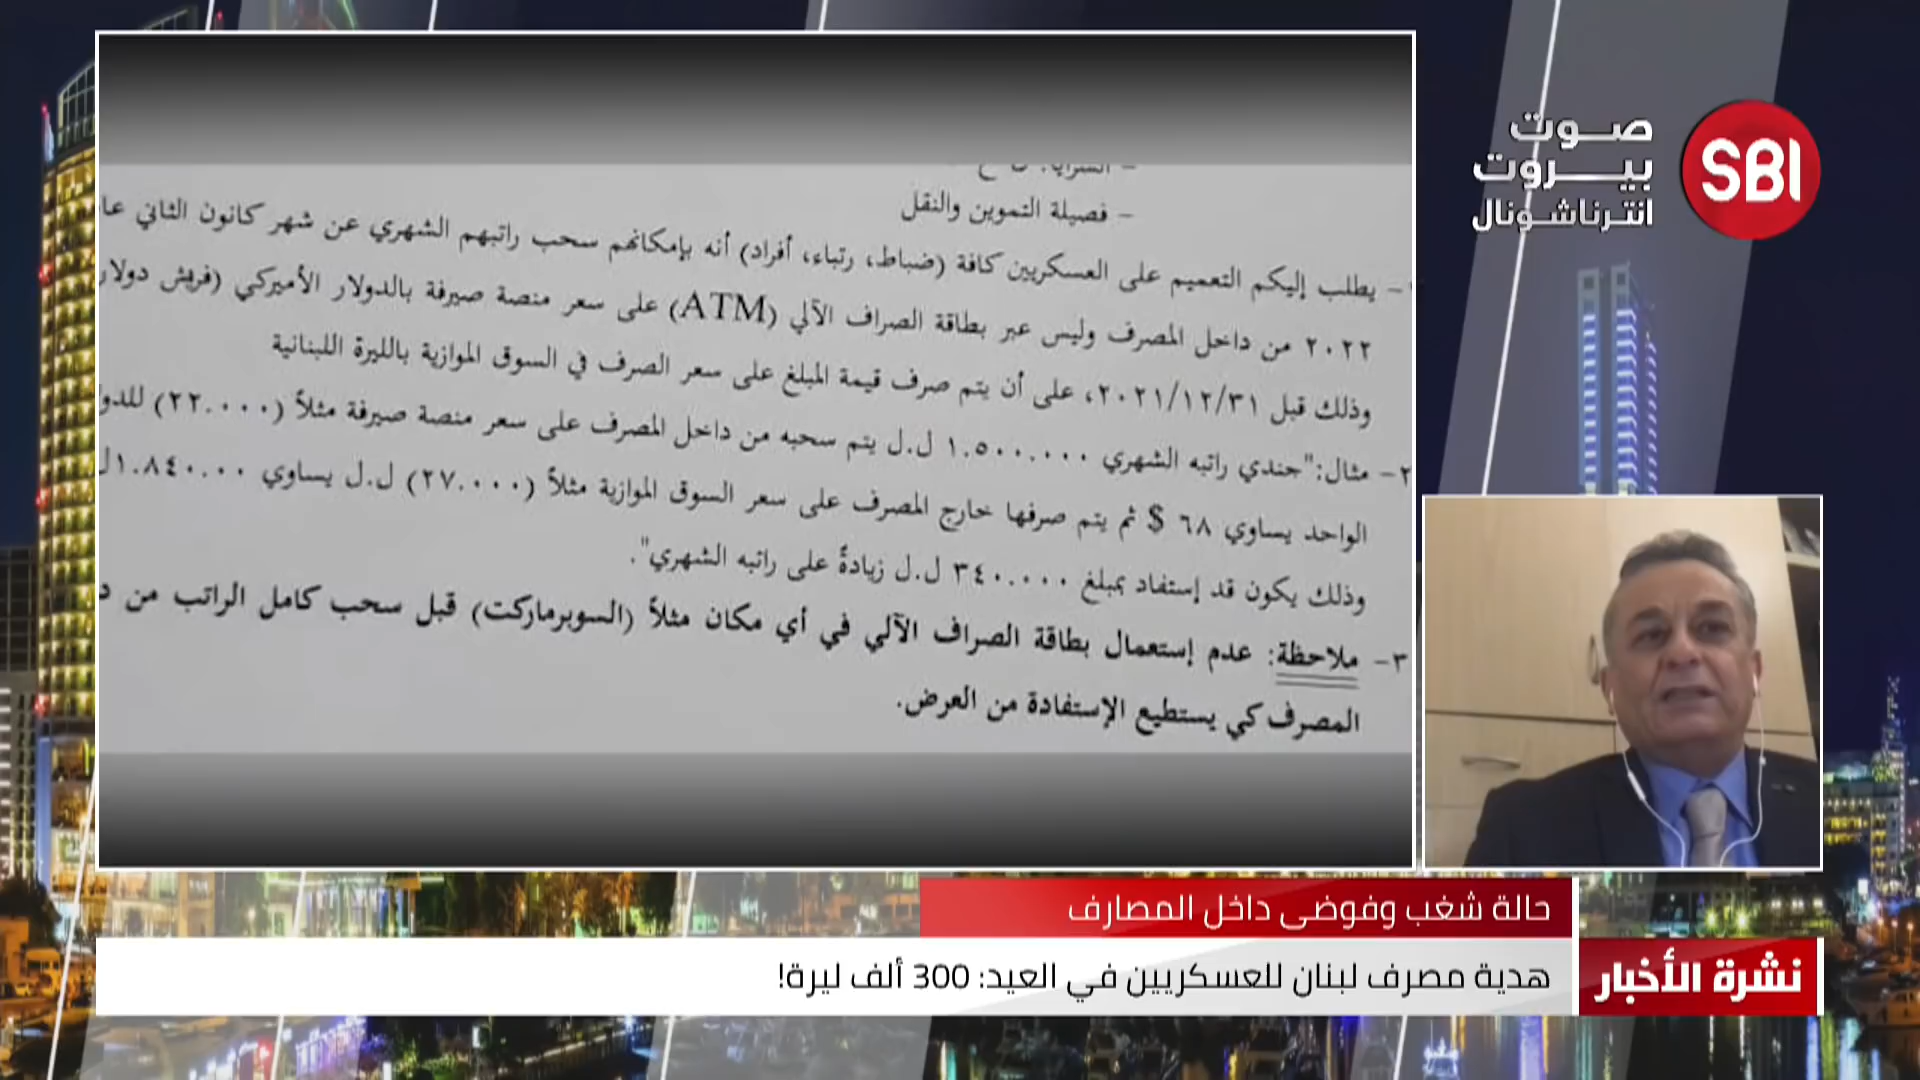 صوت
بيروت
انترناشونال
SBI
– فصيلة التموين والنقل
– يطلب إليكم التعميم على العسكريين كافة (ضباط، رتباء، أفراد) أنه بإمكانهم سحب راتبهم الشهري عن شهر كانون الثاني
٢٠٢٢ من داخل المصرف وليس عبر بطاقة الصراف الآلي (ATM) على سعر منصة صيرفة بالدولار الأميركي (فريش دولار
وذلك قبل ٢٠٢١/١٢/٣١، على أن يتم صرف قيمة المبلغ على سعر الصرف في السوق الموازية بالليرة اللبنانية
٢– مثال:"جندي راتبه الشهري ١.٥٠٠.٠٠٠ ل.ل يتم سحبه من داخل المصرف على سعر منصة صيرفة مثلاً (٢٢.٠٠٠)
الواحد يساوي ٦٨ $ ثم يتم صرفها خارج المصرف على سعر السوق الموازية مثلاً (٢٧.٠٠٠) ل.ل يساوي ١.٨٤٠.٠٠
وذلك يكون قد إستفاد بمبلغ ٣٤٠.٠٠٠ ل.ل زيادةً على راتبه الشهري".
٣– ملاحظة: عدم إستعمال بطاقة الصراف الآلي في أي مكان مثلاً (السوبرماركت) قبل سحب كامل الراتب من
المصرف كي يستطيع الإستفادة من العرض.
حالة شغب وفوضى داخل المصارف
هدية مصرف لبنان للعسكريين في العيد: 300 ألف ليرة!
نشرة الأخبار